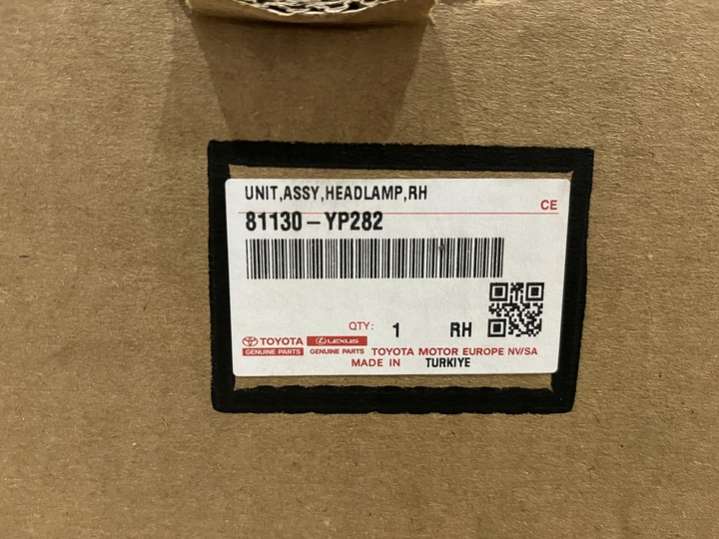 UNIT,ASSY,HEADLAMP,RH
CE
81130-YP282
QTY: 1 RH
TOYOTA LEXUS
GENUINE PARTS GENUINE PARTS TOYOTA MOTOR EUROPE NV/SA
MADE IN TURKIYE